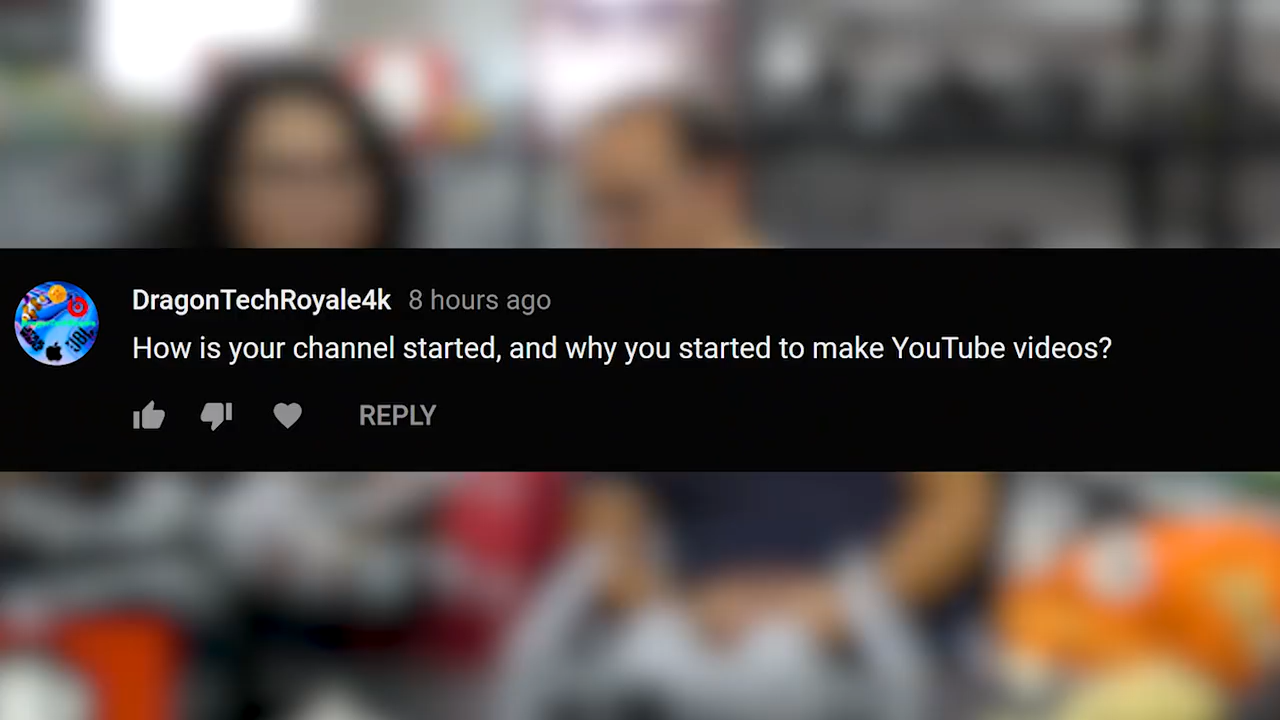 DragonTechRoyale4k 8 hours ago
How is your channel started, and why you started to make YouTube videos?
REPLY